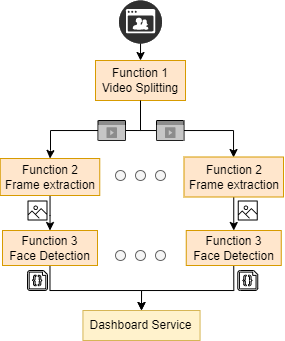 Function 1
Video Splitting
Function 2
Frame extraction
Function 2
Frame extraction
Function 3
Face Detection
Function 3
Face Detection
Dashboard Service